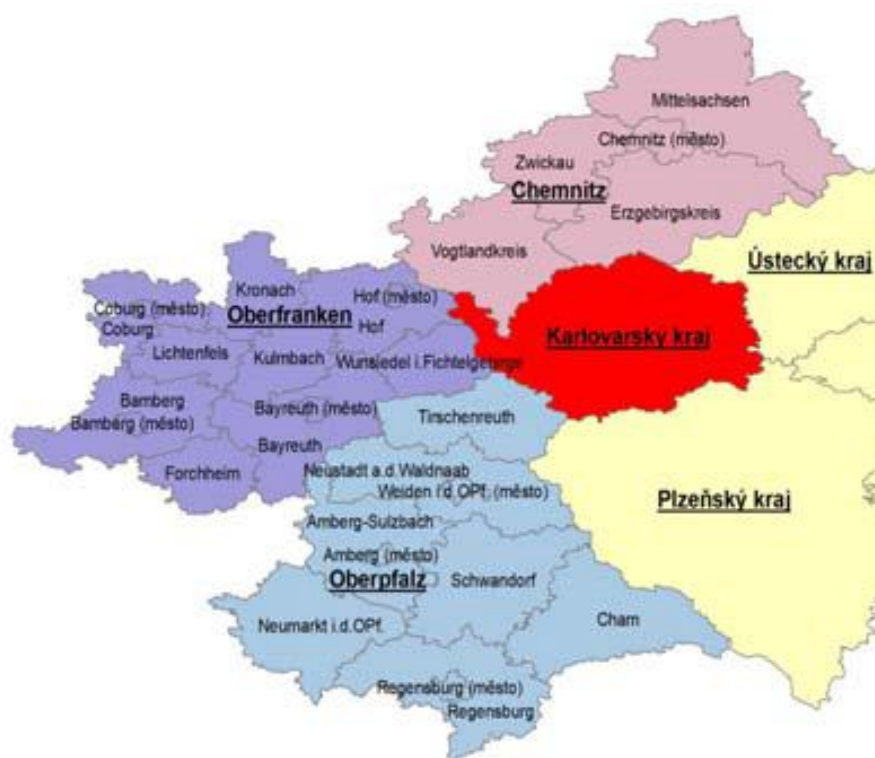 Mittelsachsen
Chemnitz (město)
Zwickau
Chemnitz
Erzgebirgskreis
Vogtlandkreis
Ústecký kraj
Kronach
Hof (město)
Coburg (město)
Oberfranken
Coburg
Hof
Karlovarský kraj
Lichtenfels
Kulmbach
Wunsiedel i.Fichtelgebirge
Bamberg
Bayreuth (město)
Tirschenreuth
Bamberg (město)
Bayreuth
Forchheim
Neustadt a.d.Waldnaab
Weiden i.d.OPf. (město)
Plzeňský kraj
Amberg-Sulzbach
Amberg (město)
Oberpfalz
Schwandorf
Neumarkt i.d.OPf.
Cham
Regensburg (město)
Regensburg